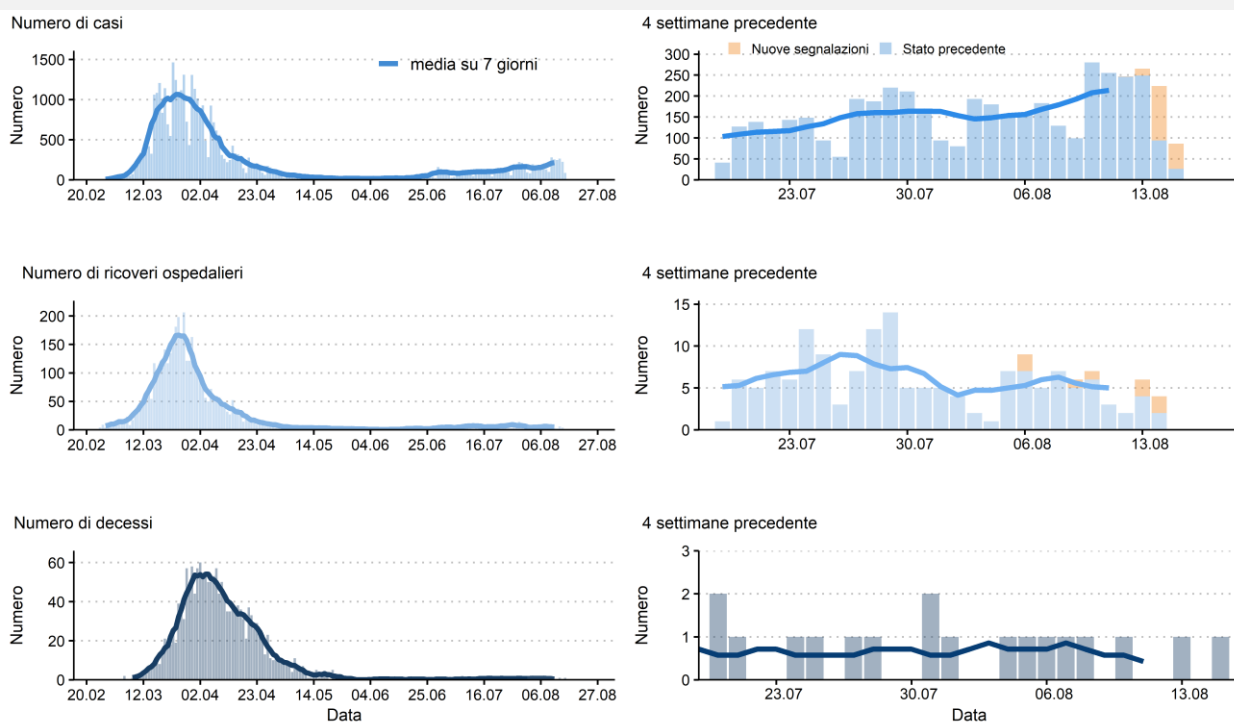 Numero di casi
Numero
1500
1000
500
0
media su 7 giorni
20.02 12.03 02.04 23.04 14.05 04.06 25.06 16.07 06.08 27.08
4 settimane precedente
Nuove segnalazioni Stato precedente
Numero
300
250
200
150
100
50
0
23.07 30.07 06.08 13.08
Numero di ricoveri ospedalieri
Numero
200
150
100
50
0
20.02 12.03 02.04 23.04 14.05 04.06 25.06 16.07 06.08 27.08
4 settimane precedente
Numero
15
10
5
0
23.07 30.07 06.08 13.08
Numero di decessi
Numero
60
40
20
0
20.02 12.03 02.04 23.04 14.05 04.06 25.06 16.07 06.08 27.08
Data
4 settimane precedente
Numero
3
2
1
0
23.07 30.07 06.08 13.08
Data